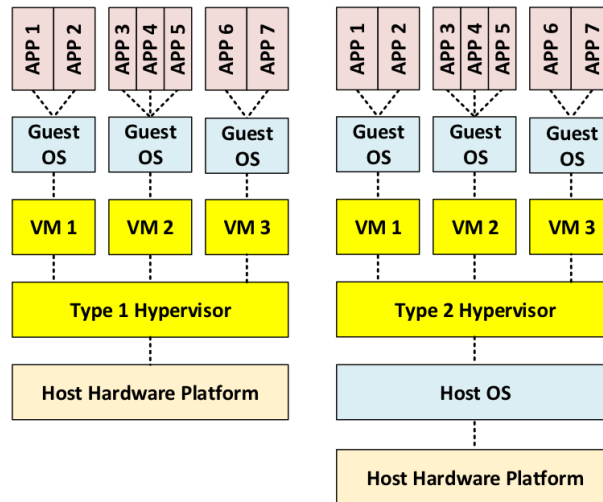 APP 1
APP 2
APP 3
APP 4
APP 5
APP 6
APP 7
Guest
OS
Guest
OS
Guest
OS
VM 1
VM 2
VM 3
Type 1 Hypervisor
Host Hardware Platform
APP 1
APP 2
APP 3
APP 4
APP 5
APP 6
APP 7
Guest
OS
Guest
OS
Guest
OS
VM 1
VM 2
VM 3
Type 2 Hypervisor
Host OS
Host Hardware Platform